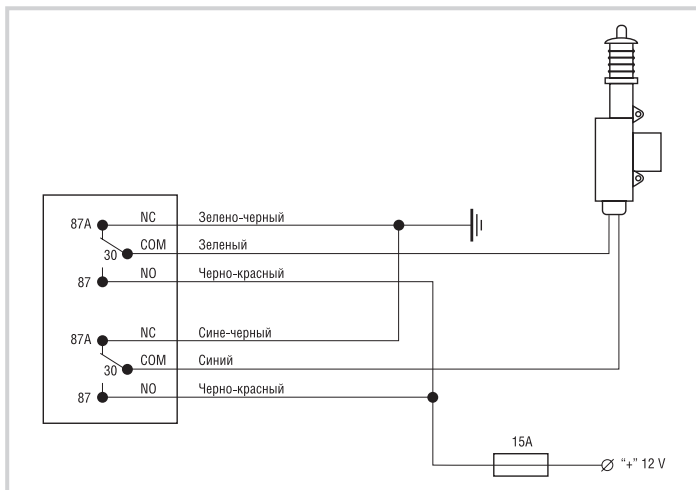 87A NC Зелено-черный
30 COM Зеленый
87 NO Черно-красный
87A NC Сине-черный
30 COM Синий
87 NO Черно-красный
15A
“+” 12 V